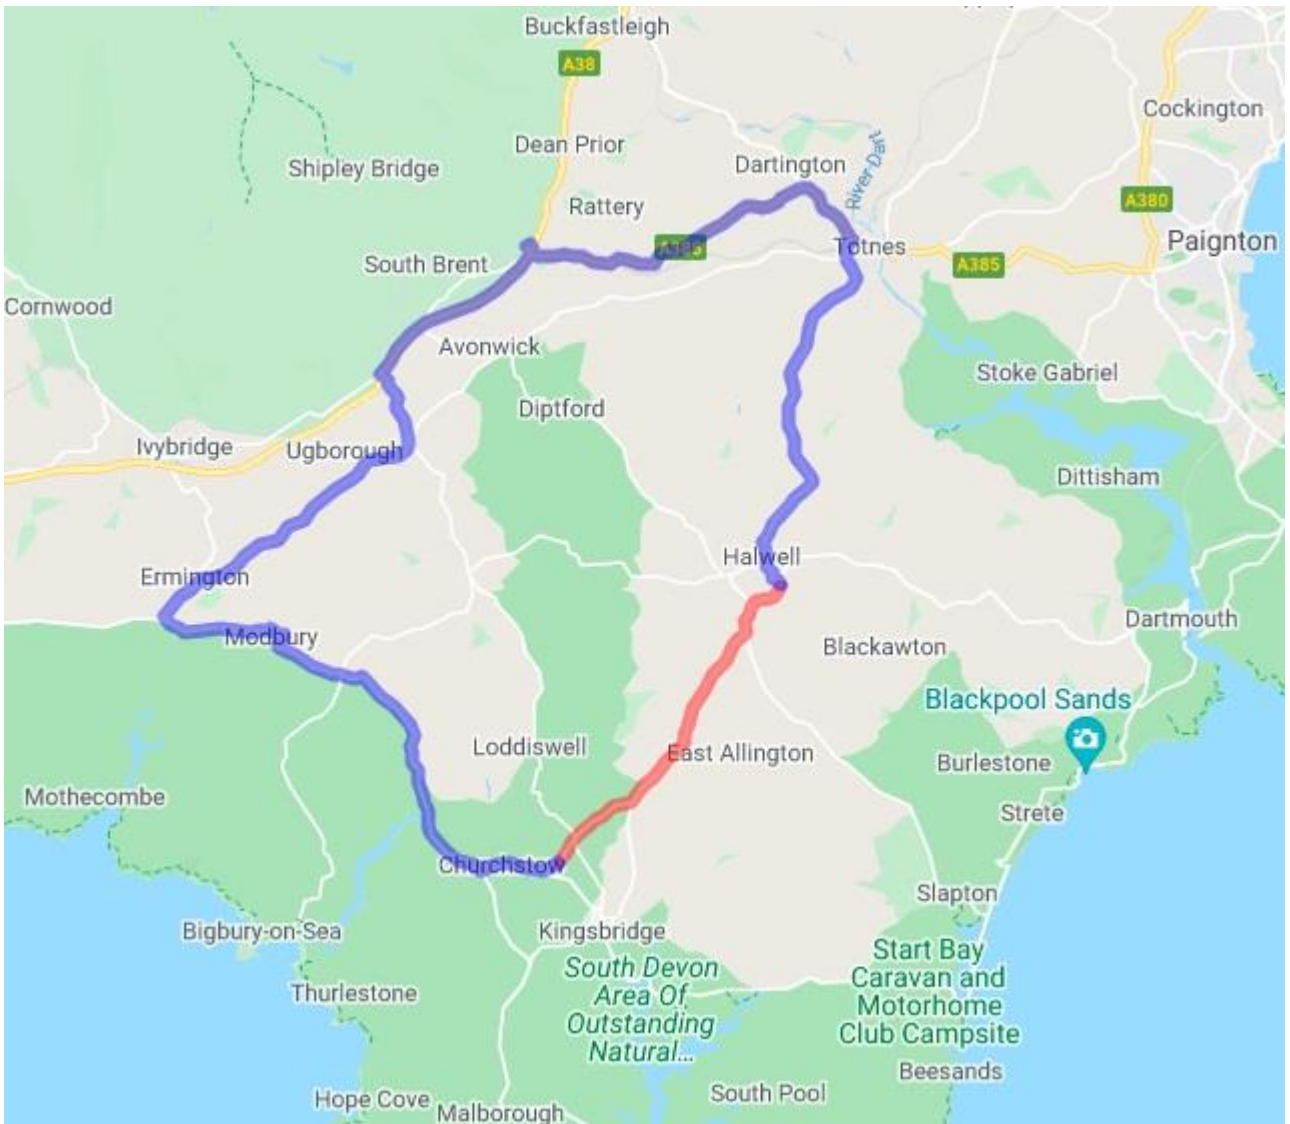 Buckfastleigh
A38
Cockington
Dean Prior
Dartington
Shipley Bridge
River Dart
A380
Rattery
Paignton
A385
Totnes
South Brent
A385
Cornwood
Avonwick
Stoke Gabriel
Diptford
Ivybridge
Ugborough
Dittisham
Halwell
Ermington
Dartmouth
Modbury
Blackawton
Blackpool Sands
Loddiswell
East Allington
Burlestone
Mothecombe
Strete
Churchstow
Slapton
Bigbury-on-Sea
Kingsbridge
Start Bay
Caravan and
Motorhome
Club Campsite
South Devon
Area Of
Outstanding
Natural...
Thurlestone
Beesands
South Pool
Hope Cove
Malborough